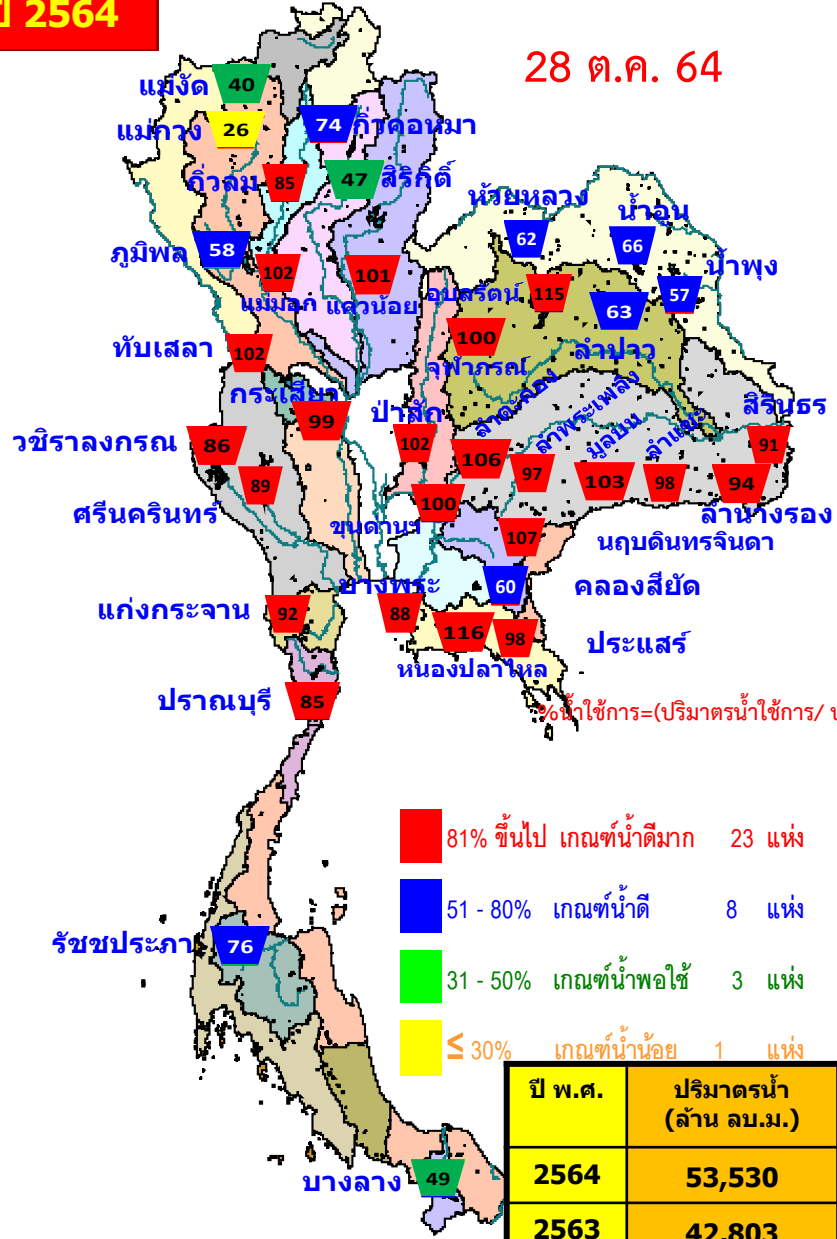 ปี 2564
28 ต.ค. 64
แม่งัด 40
แม่กวง 26
74 กิ่วคอหมา
กิ่วลม 85
47 สิริกิติ์
ห้วยหลวง 62
น้ำอูน 66
ภูมิพล 58
102 แม่มอก
101 แควน้อย
อุบลรัตน์ 115
น้ำพุง 57
63 ลำปาว
ทับเสลา 102
100 จุฬาภรณ์
กระเสียว 99
ป่าสัก 102
ลำตะคอง 106
ลำพระเพลิง 97
มูลบน 103
ลำแชะ 98
สิรินธร 91
วชิราลงกรณ 86
89
ศรีนครินทร์
94 ลำนางรอง
ขุนด่านฯ 100
107 นฤบดินทรจินดา
บางพระ 88
60 คลองสียัด
แก่งกระจาน 92
116 หนองปลาไหล
98 ประแสร์
ปราณบุรี 85
%น้ำใช้การ=(ปริมาตรน้ำใช้การ/
81% ขึ้นไป เกณฑ์น้ำดีมาก 23 แห่ง
51 - 80% เกณฑ์น้ำดี 8 แห่ง
รัชชประภา 76
31 - 50% เกณฑ์น้ำพอใช้ 3 แห่ง
≤ 30% เกณฑ์น้ำน้อย 1 แห่ง
ปี พ.ศ. ปริมาตรน้ำ
(ล้าน ลบ.ม.)
2564 53,530
บางลาง 49
2563 42,803